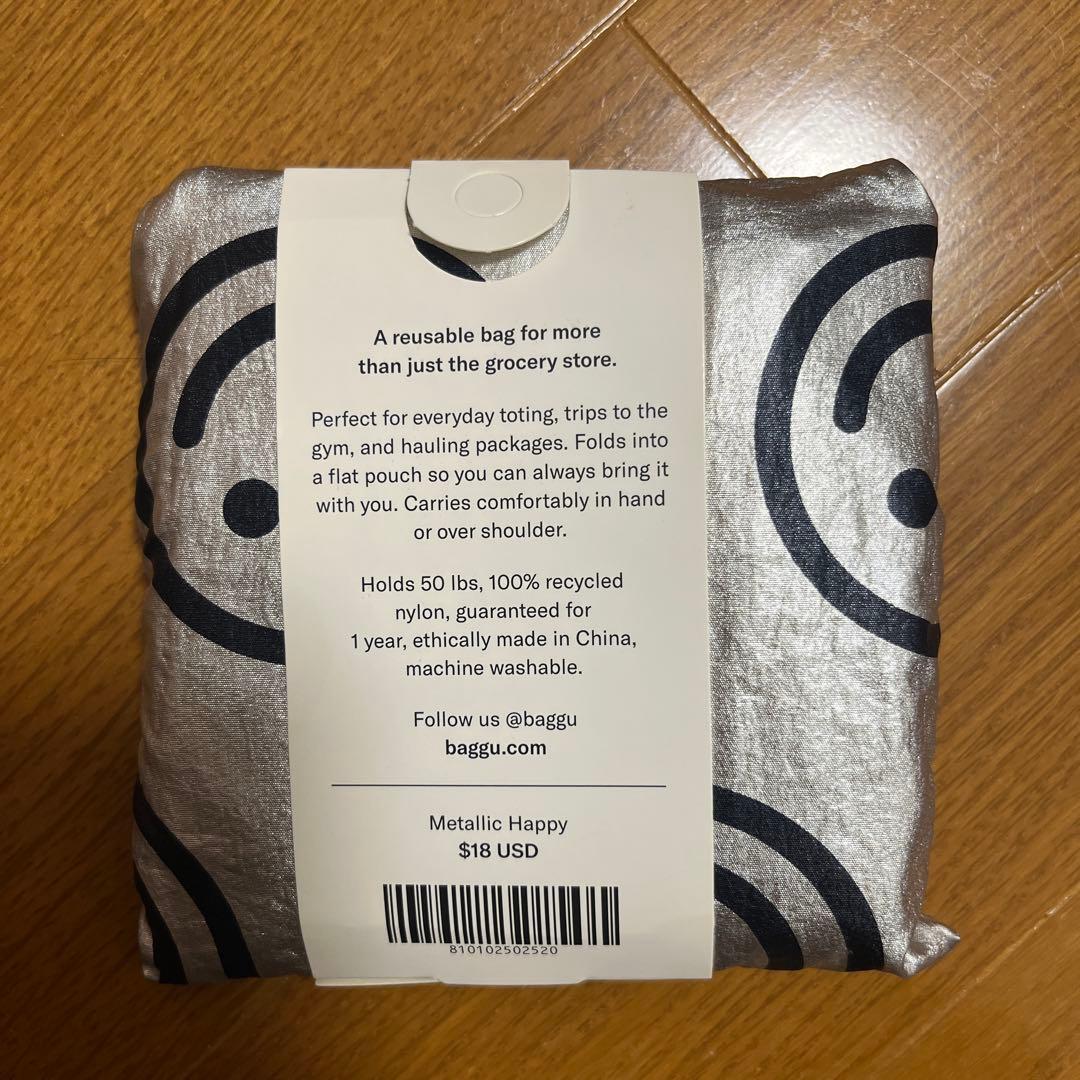 A reusable bag for more
than just the grocery store.
Perfect for everyday toting, trips to the
gym, and hauling packages. Folds into
a flat pouch so you can always bring it
with you. Carries comfortably in hand
or over shoulder.
Holds 50 lbs, 100% recycled
nylon, guaranteed for
1 year, ethically made in China,
machine washable.
Follow us @baggu
baggu.com
Metallic Happy
$18 USD
810102502520